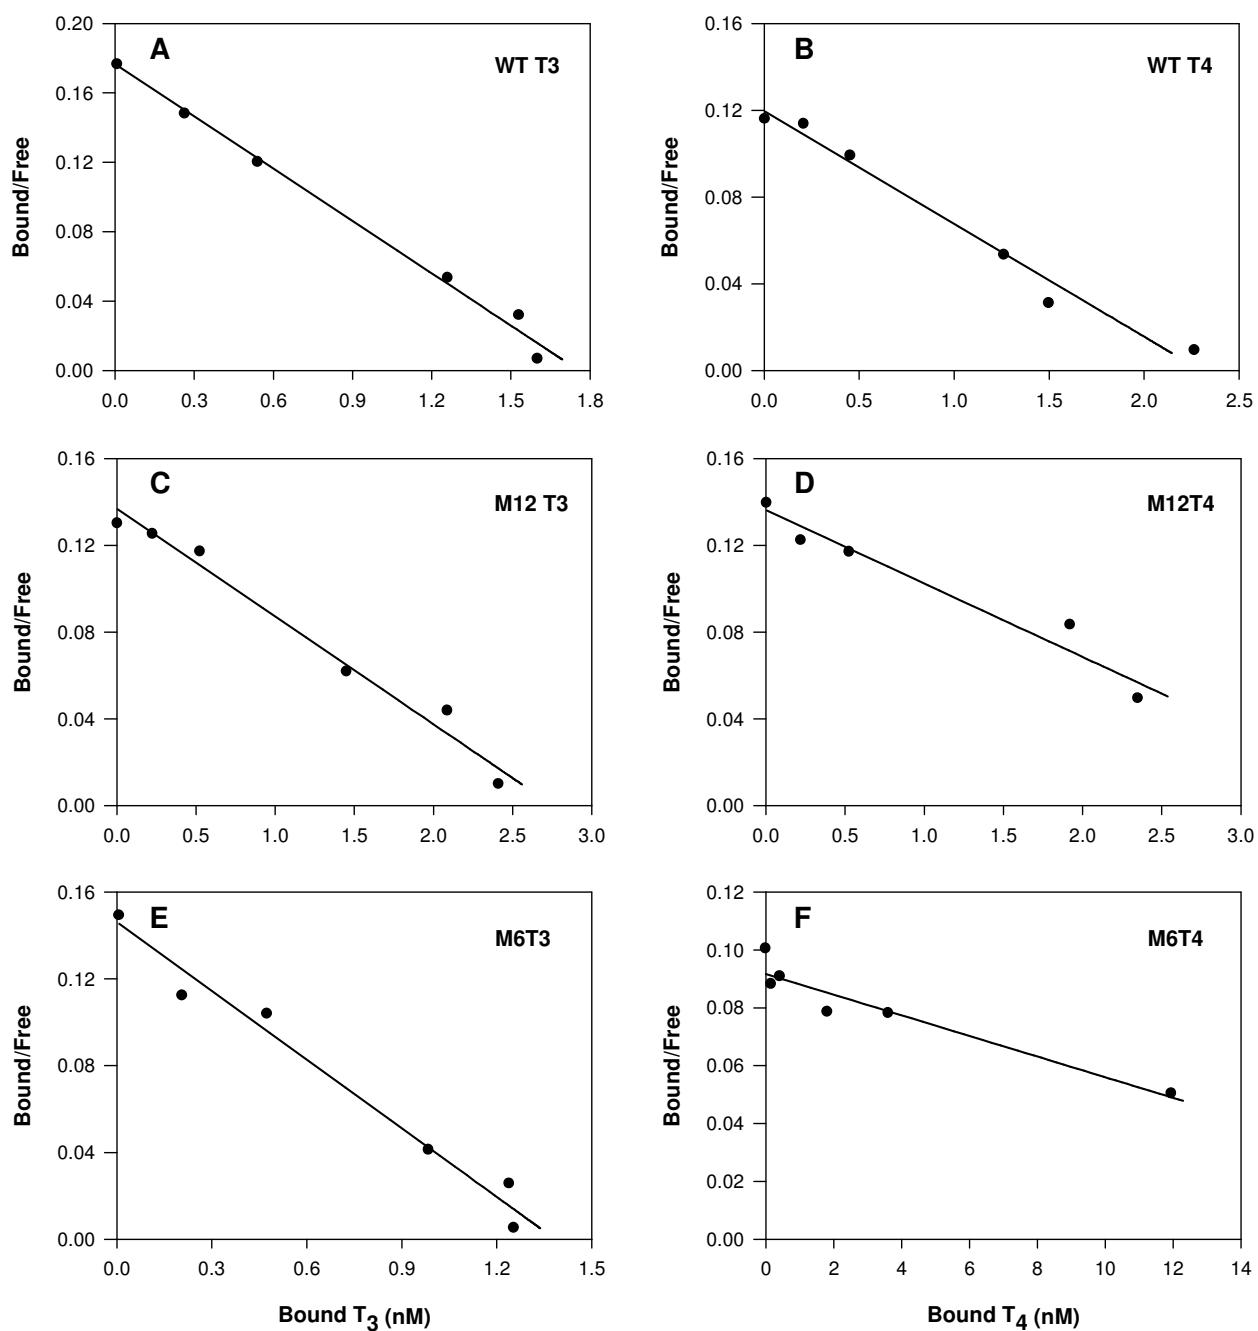 0.20
A
WT T3
0.16
0.12
0.08
0.04
0.00
Bound/Free
0.0 0.3 0.6 0.9 1.2 1.5 1.8
0.16
B
WT T4
0.12
0.08
0.04
0.00
Bound/Free
0.0 0.5 1.0 1.5 2.0 2.5
0.16
C
M12 T3
0.12
0.08
0.04
0.00
Bound/Free
0.0 0.5 1.0 1.5 2.0 2.5 3.0
0.16
D
M12T4
0.12
0.08
0.04
0.00
Bound/Free
0.0 0.5 1.0 1.5 2.0 2.5 3.0
0.16
E
M6T3
0.12
0.08
0.04
0.00
Bound/Free
0.0 0.3 0.6 0.9 1.2 1.5
Bound T3 (nM)
0.12
F
M6T4
0.10
0.08
0.06
0.04
0.02
0.00
Bound/Free
0 2 4 6 8 10 12 14
Bound T4 (nM)